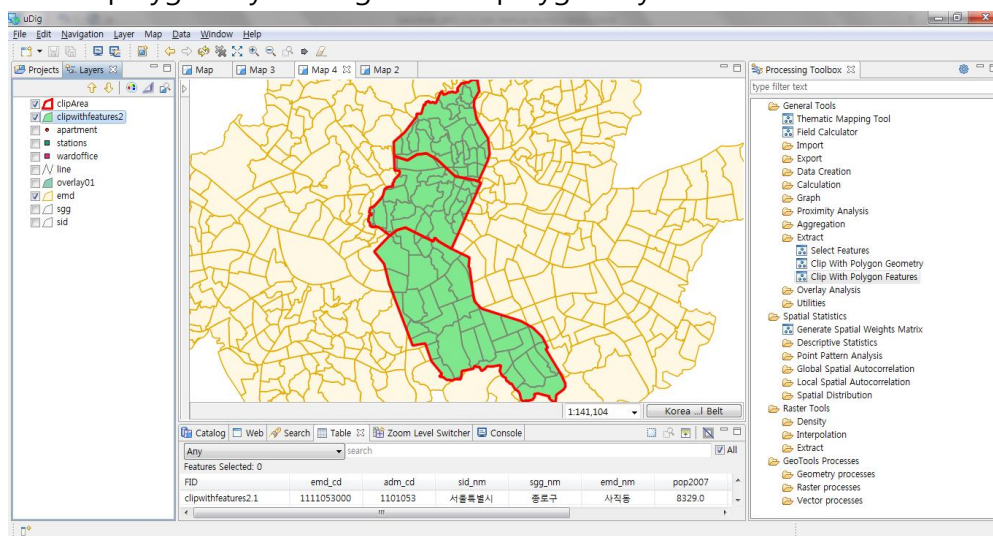 uDig
File Edit Navigation Layer Map Data Window Help
Projects Layers
clipArea
clipwithfeatures2
apartment
stations
wardoffice
line
overlay01
emd
sgg
sid
Map Map 3 Map 4 Map 2
1:141,104 Korea ...l Belt
Catalog Web Search Table Zoom Level Switcher Console
Any search All
Features Selected: 0
FID emd_cd adm_cd sid_nm sgg_nm emd_nm pop2007
clipwithfeatures2.1 1111053000 1101053 서울특별시 종로구 사직동 8329.0
Processing Toolbox
type filter text
General Tools
Thematic Mapping Tool
Field Calculator
Import
Export
Data Creation
Calculation
Graph
Proximity Analysis
Aggregation
Extract
Select Features
Clip With Polygon Geometry
Clip With Polygon Features
Overlay Analysis
Utilities
Spatial Statistics
Generate Spatial Weights Matrix
Descriptive Statistics
Point Pattern Analysis
Global Spatial Autocorrelation
Local Spatial Autocorrelation
Spatial Distribution
Raster Tools
Density
Interpolation
Extract
GeoTools Processes
Geometry processes
Raster processes
Vector processes